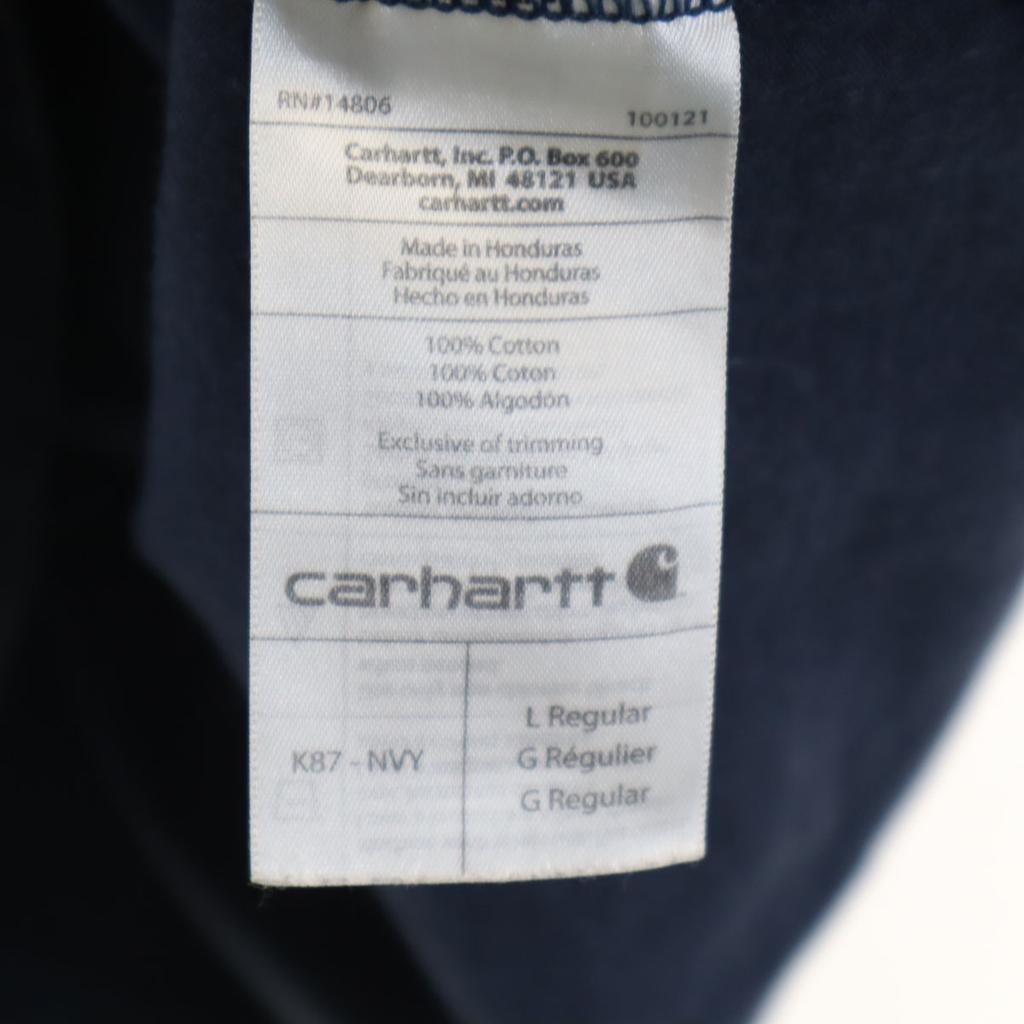 RN#14806
100121
Carhartt, Inc. P.O. Box 600
Dearborn, MI 48121 USA
carhartt.com
Made in Honduras
Fabriqué au Honduras
Hecho en Honduras
100% Cotton
100% Coton
100% Algodón
Exclusive of trimming
Sans garniture
Sin incluir adorno
carhartt
K87 - NVY
L Regular
G Régulier
G Regular